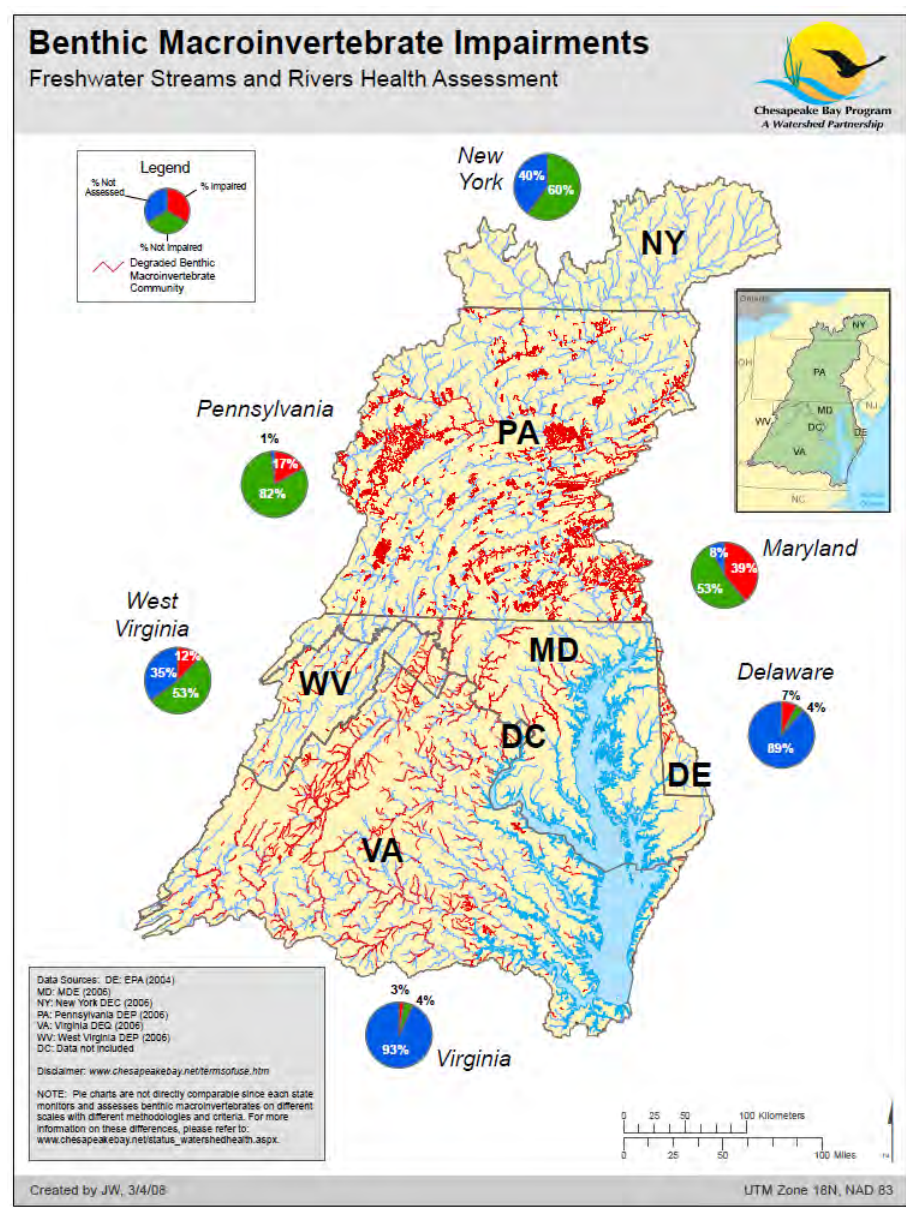 Benthic Macroinvertebrate Impairments
Freshwater Streams and Rivers Health Assessment
Chesapeake Bay Program
A Watershed Partnership
Legend
% Not
Assessed
% Impaired
% Not Impaired
Degraded Benthic
Macroinvertebrate
Community
New
York
40%
60%
NY
NY
OH
PA
NJ
MD
WV
DC
DE
VA
NC
Pennsylvania
1%
17%
82%
PA
Maryland
8%
39%
53%
West
Virginia
12%
35%
53%
WV
MD
DC
DE
VA
Delaware
7%
4%
89%
Data Sources: DE: EPA (2004)
MD: MDE (2006)
NY: New York DEC (2006)
PA: Pennsylvania DEP (2006)
VA: Virginia DEQ (2006)
WV: West Virginia DEP (2006)
DC: Data not included
Disclaimer: www.chesapeakebay.net/termsofuse.htm
NOTE: Pie charts are not directly comparable since each state
monitors and assesses benthic macroinvertebrates on different
scales with different methodologies and criteria. For more
information on these differences, please refer to:
www.chesapeakebay.net/status_watershedhealth.aspx.
3%
4%
93%
Virginia
0 25 50 100 Kilometers
0 25 50 100 Miles
Created by JW, 3/4/08
UTM Zone 18N, NAD 83